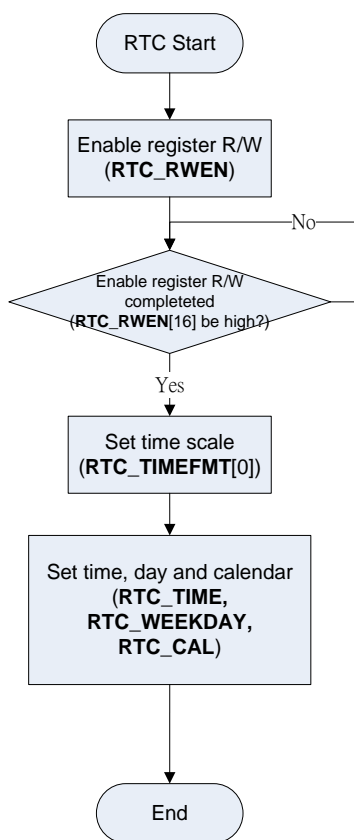 RTC Start
Enable register R/W
(RTC_RWEN)
No
Enable register R/W
completeted
(RTC_RWEN[16] be high?)
Yes
Set time scale
(RTC_TIMEFMT[0])
Set time, day and calendar
(RTC_TIME,
RTC_WEEKDAY,
RTC_CAL)
End